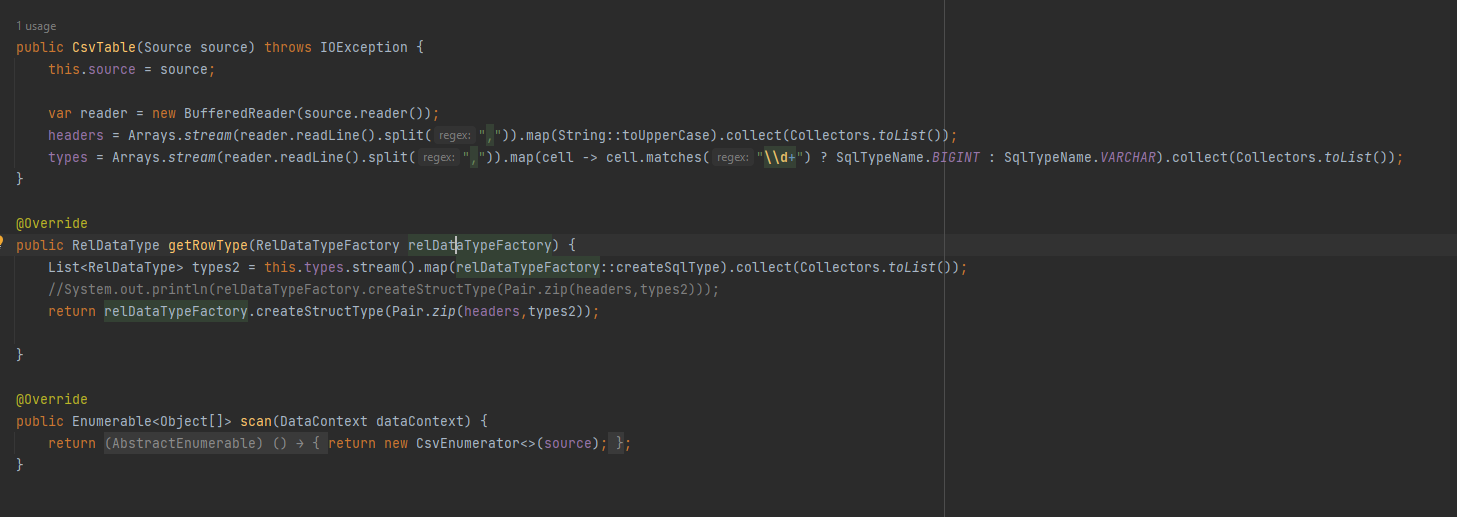 1 usage
public CsvTable(Source source) throws IOException {
this.source = source;
var reader = new BufferedReader(source.reader());
headers = Arrays.stream(reader.readLine().split( regex: ",")).map(String::toUpperCase).collect(Collectors.toList());
types = Arrays.stream(reader.readLine().split( regex: ",")).map(cell -> cell.matches( regex: "\\d+") ? SqlTypeName.BIGINT : SqlTypeName.VARCHAR).collect(Collectors.toList());
}
@Override
public RelDataType getRowType(RelDataTypeFactory relDataTypeFactory) {
List<RelDataType> types2 = this.types.stream().map(relDataTypeFactory::createSqlType).collect(Collectors.toList());
//System.out.println(relDataTypeFactory.createStructType(Pair.zip(headers,types2)));
return relDataTypeFactory.createStructType(Pair.zip(headers,types2));
}
@Override
public Enumerable<Object[]> scan(DataContext dataContext) {
return (AbstractEnumerable) () → { return new CsvEnumerator<>(source); };
}